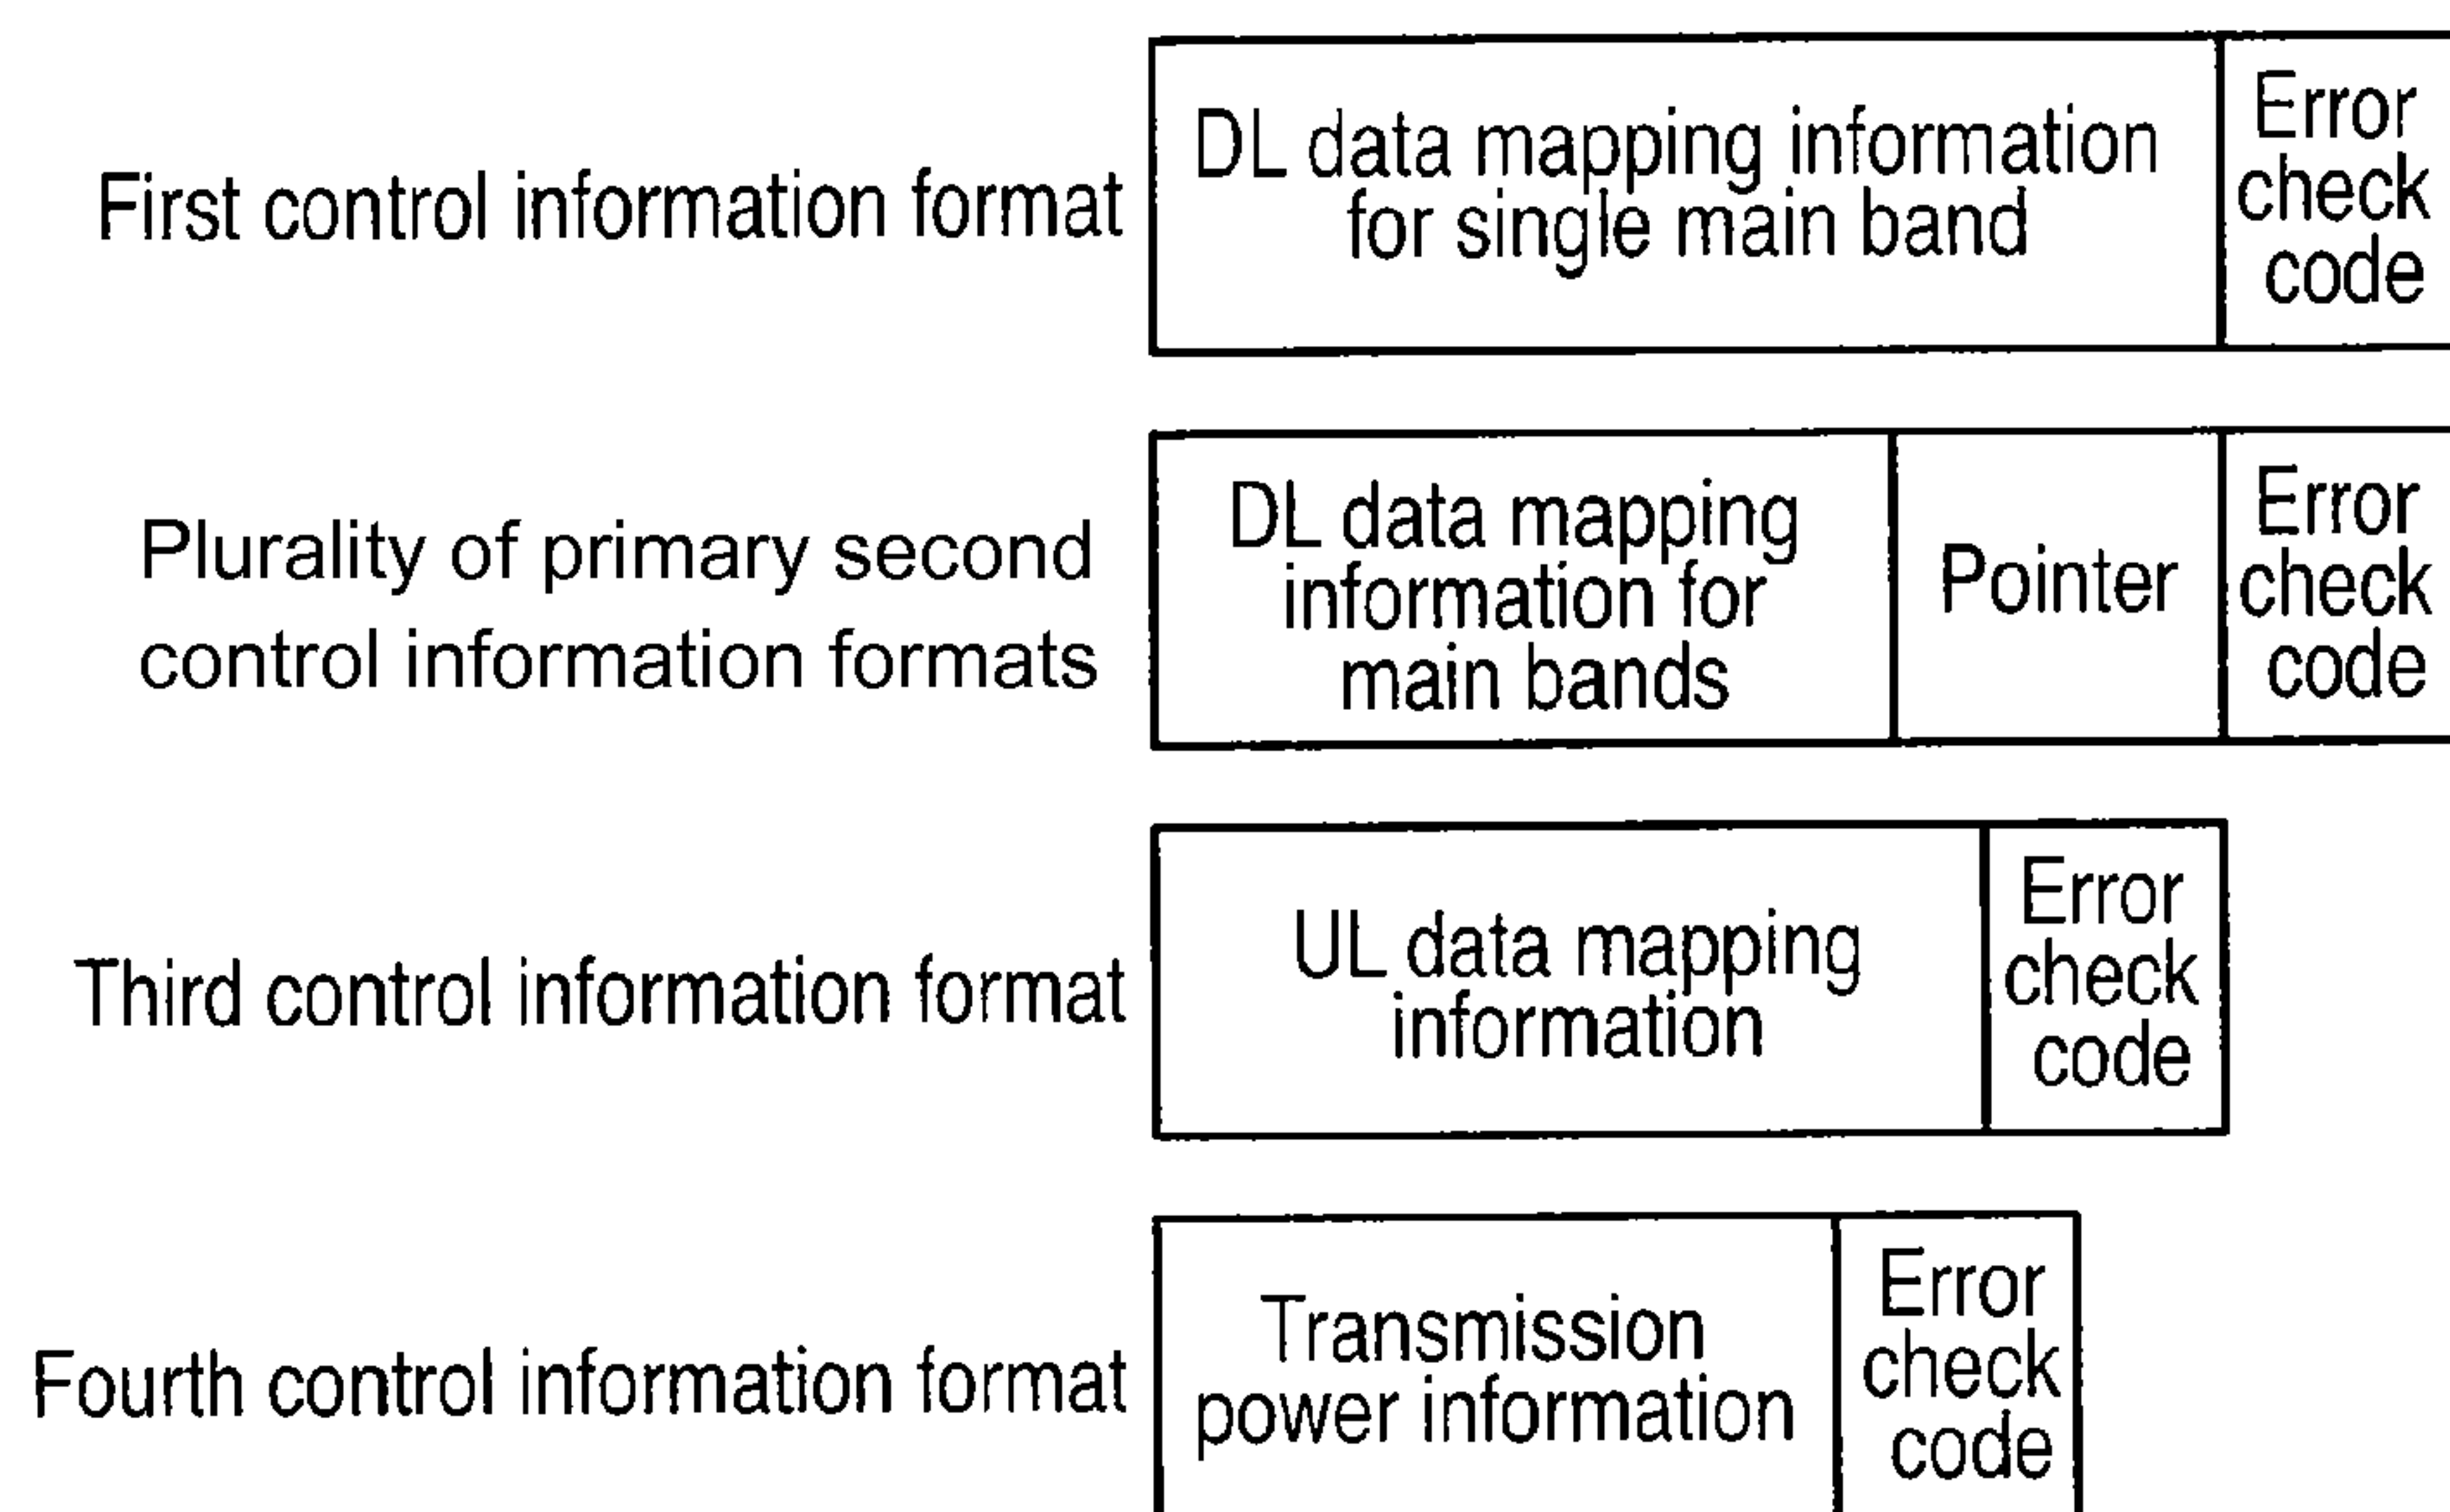 First control information format
DL data mapping information
for single main band
Error
check
code
Plurality of primary second
control information formats
DL data mapping
information for
main bands
Pointer
Error
check
code
Third control information format
UL data mapping
information
Error
check
code
Fourth control information format
Transmission
power information
Error
check
code